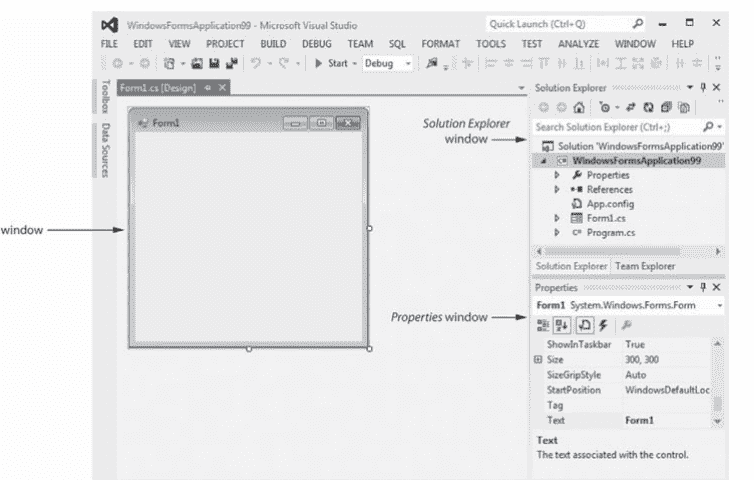 WindowsFormsApplication99 - Microsoft Visual Studio
Quick Launch (Ctrl+Q)
FILE EDIT VIEW PROJECT BUILD DEBUG TEAM SQL FORMAT TOOLS TEST ANALYZE WINDOW HELP
Start Debug
Toolbox
Data Sources
Form1.cs [Design]
Form1
window
Solution Explorer
window
Properties window
Solution Explorer
Search Solution Explorer (Ctrl+;)
Solution 'WindowsFormsApplication99'
C# WindowsFormsApplication99
Properties
References
App.config
Form1.cs
C# Program.cs
Solution Explorer Team Explorer
Properties
Form1 System.Windows.Forms.Form
ShowInTaskbar True
Size 300, 300
SizeGripStyle Auto
StartPosition WindowsDefaultLoc
Tag
Text Form1
Text
The text associated with the control.